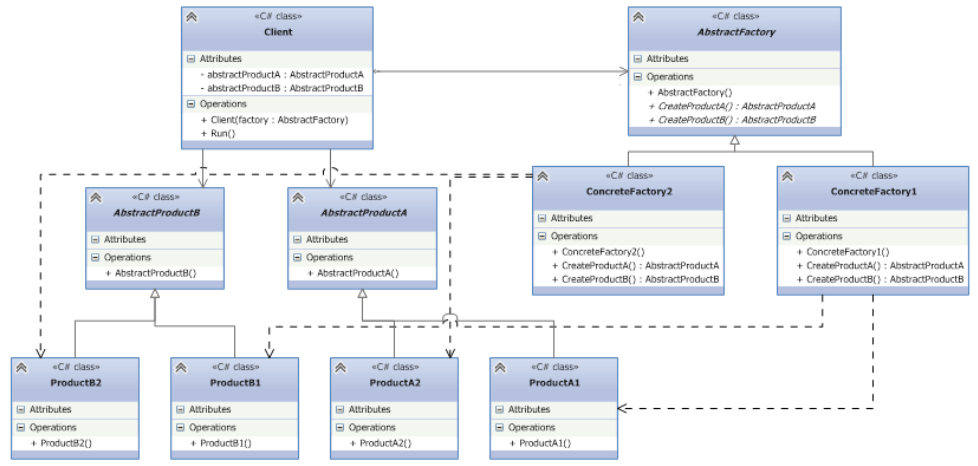 «C# class»
Client
Attributes
- abstractProductA : AbstractProductA
- abstractProductB : AbstractProductB
Operations
+ Client(factory : AbstractFactory)
+ Run()
«C# class»
AbstractFactory
Attributes
Operations
+ AbstractFactory()
+ CreateProductA() : AbstractProductA
+ CreateProductB() : AbstractProductB
«C# class»
AbstractProductB
Attributes
Operations
+ AbstractProductB()
«C# class»
AbstractProductA
Attributes
Operations
+ AbstractProductA()
«C# class»
ConcreteFactory2
Attributes
Operations
+ ConcreteFactory2()
+ CreateProductA() : AbstractProductA
+ CreateProductB() : AbstractProductB
«C# class»
ConcreteFactory1
Attributes
Operations
+ ConcreteFactory1()
+ CreateProductA() : AbstractProductA
+ CreateProductB() : AbstractProductB
«C# class»
ProductB2
Attributes
Operations
+ ProductB2()
«C# class»
ProductB1
Attributes
Operations
+ ProductB1()
«C# class»
ProductA2
Attributes
Operations
+ ProductA2()
«C# class»
ProductA1
Attributes
Operations
+ ProductA1()